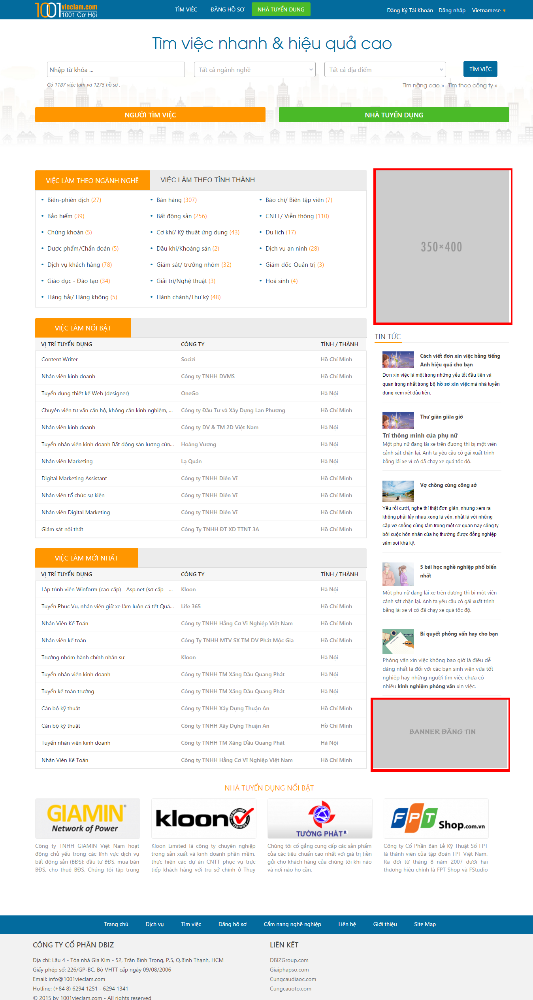 1001vieclam.com
1001 Cơ Hội
TÌM VIỆC
ĐĂNG HỒ SƠ
NHÀ TUYỂN DỤNG
Đăng Ký Tài Khoản
Đăng nhập
Vietnamese
Tìm việc nhanh & hiệu quả cao
Nhập từ khóa ...
Tất cả ngành nghề
Tất cả địa điểm
TÌM VIỆC
Có 1187 việc làm và 1275 hồ sơ .
Tìm nâng cao » Tìm theo công ty »
NGƯỜI TÌM VIỆC
NHÀ TUYỂN DỤNG
VIỆC LÀM THEO NGÀNH NGHỀ
VIỆC LÀM THEO TỈNH THÀNH
• Biên-phiên dịch (27)
• Bán hàng (307)
• Báo chí/ Biên tập viên (7)
• Bảo hiểm (39)
• Bất động sản (256)
• CNTT/ Viễn thông (110)
• Chứng khoán (5)
• Cơ khí/ Kỹ thuật ứng dụng (43)
• Du lịch (17)
• Dược phẩm/Chẩn đoán (5)
• Dầu khí/Khoáng sản (2)
• Dịch vụ an ninh (28)
• Dịch vụ khách hàng (78)
• Giám sát/ trưởng nhóm (32)
• Giám đốc-Quản trị (3)
• Giáo dục - Đào tạo (34)
• Giải trí/Nghệ thuật (3)
• Hoá sinh (4)
• Hàng hải/ Hàng không (5)
• Hành chánh/Thư ký (48)
350×400
VIỆC LÀM NỔI BẬT
VỊ TRÍ TUYỂN DỤNG CÔNG TY TỈNH / THÀNH
Content Writer Socizi Hồ Chí Minh
Nhân viên kinh doanh Công ty TNHH DVMS Hồ Chí Minh
Tuyển dụng thiết kế Web (designer) OneGo Hà Nội
Chuyên viên tư vấn căn hộ, không cần kinh nghiệm, ... Công ty Đầu Tư và Xây Dựng Lan Phương Hồ Chí Minh
Nhân viên kinh doanh Công ty DV & TM 2D Việt Nam Hà Nội
Tuyển nhân viên kinh doanh Bất động sản lương cứn... Hoàng Vương Hà Nội
Nhân viên Marketing Lạ Quán Hà Nội
Digital Marketing Assistant Công ty TNHH Diên Vĩ Hồ Chí Minh
Nhân viên tổ chức sự kiện Công ty TNHH Diên Vĩ Hồ Chí Minh
Nhân viên Digital Marketing Công ty TNHH Diên Vĩ Hồ Chí Minh
Giám sát nội thất Công Ty TNHH ĐT XD TTNT 3A Hồ Chí Minh
VIỆC LÀM MỚI NHẤT
VỊ TRÍ TUYỂN DỤNG CÔNG TY TỈNH / THÀNH
Lập trình viên Winform (cao cấp) - Asp.net (sơ cấp - ... Kloon Hà Nội
Tuyển Phục Vụ, nhân viên giữ xe làm luôn cả tết Quá... Life 365 Hồ Chí Minh
Nhân Viên Kế Toán Công ty TNHH Hằng Cơ Vĩ Nghiệp Việt Nam Hồ Chí Minh
Nhân viên kế toán Công Ty TNHH MTV SX TM DV Phát Mộc Gia Hồ Chí Minh
Trưởng nhóm hành chính nhân sự Kloon Hà Nội
Tuyển nhân viên kinh doanh Công ty TNHH TM Xăng Dầu Quang Phát Hà Nội
Tuyển kế toán trưởng Công ty TNHH TM Xăng Dầu Quang Phát Hà Nội
Cán bộ kỹ thuật Công ty TNHH Xây Dựng Thuận An Hồ Chí Minh
Cán bộ kỹ thuật Công ty TNHH Xây Dựng Thuận An Hồ Chí Minh
Tuyển nhân viên kinh doanh Công ty TNHH TM Xăng Dầu Quang Phát Hà Nội
Nhân Viên Kế Toán Công ty TNHH Hằng Cơ Vĩ Nghiệp Việt Nam Hồ Chí Minh
TIN TỨC
Cách viết đơn xin việc bằng tiếng
Anh hiệu quả cho bạn
Đơn xin việc là một trong những yếu tốt đầu tiên và
quan trọng nhất trong bộ hồ sơ xin việc mà nhà tuyển
dụng xem xét đầu tiên.
Thư giãn giữa giờ
Trí thông minh của phụ nữ
Một phụ nữ đang lái xe trên đương thì bị một viên
cảnh sát chặn lại. Anh ta yêu cầu cô gái xuất trình
bằng lái xe vì cô đã chạy xe quá tốc độ.
Vợ chồng cùng công sở
Yêu rồi cưới, nghe thì thật đơn giản, nhưng xem ra
không phải lấy nhau xong là yên, nhất là với những
cặp vợ chồng cùng làm trong một cơ quan hay công ty
bởi cuộc hôn nhân của họ thường được đồng nghiệp
săm soi khá kỹ.
5 bài học nghề nghiệp phổ biến
nhất
Một phụ nữ đang lái xe trên đương thì bị một viên
cảnh sát chặn lại. Anh ta yêu cầu cô gái xuất trình
bằng lái xe vì cô đã chạy xe quá tốc độ.
Bí quyết phỏng vấn hay cho bạn
Phỏng vấn xin việc không bao giờ là điều dễ
dàng nhất là đối với các bạn sinh viên vừa tốt
nghiệp hay những người tìm việc chưa có
nhiều kinh nghiệm phỏng vấn xin việc.
BANNER ĐĂNG TIN
NHÀ TUYỂN DỤNG NỔI BẬT
GIAMIN®
Network of Power
Công ty TNHH GIAMIN Việt Nam hoạt
động chủ yếu trong các lĩnh vực dịch vụ
bất động sản (BĐS): đầu tư BĐS, mua bán
BĐS, cho thuê BĐS. Chúng tôi tập trung
kloon
ISO 9001:2008
CERTIFIED
Kloon Limited là công ty chuyên nghiệp
trong sản xuất và kinh doanh phần mềm,
thực hiện các dự án CNTT phục vụ trực
tiếp khách hàng với trụ sở chính ở Thụy
TƯỜNG PHÁT R
Chúng tôi cố gắng cung cấp các sản phẩm
của các tiêu chuẩn cao nhất với giá trị tiền
gửi cho khách hàng của chúng tôi khi nào
và nơi nào họ cần.
FPT Shop.com.vn
Công ty Cổ Phần Bán Lẻ Kỹ Thuật Số FPT
là thành viên của tập đoàn FPT Việt Nam.
Ra đời từ tháng 8 năm 2007 dưới hai
thương hiệu chính là FPT Shop và FStudio
Trang chủ
Dịch vụ
Tìm việc
Đăng hồ sơ
Cẩm nang nghề nghiệp
Liên hệ
Giới thiệu
Site Map
CÔNG TY CỔ PHẦN DBIZ
Địa chỉ: Lầu 4 - Tòa nhà Gia Kim - 52, Trần Bình Trọng, P.5, Q.Bình Thạnh, HCM
Giấy phép số: 226/GP-BC, Bộ VHTT cấp ngày 09/08/2006
Email: info@1001vieclam.com
Hotline: (+84 8) 6294 1251 - 6294 1341
© 2015 by 1001vieclam.com - All rights reserved
LIÊN KẾT
DBIZGroup.com
Giaiphapso.com
Cungcaudiaoc.com
Cungcauoto.com